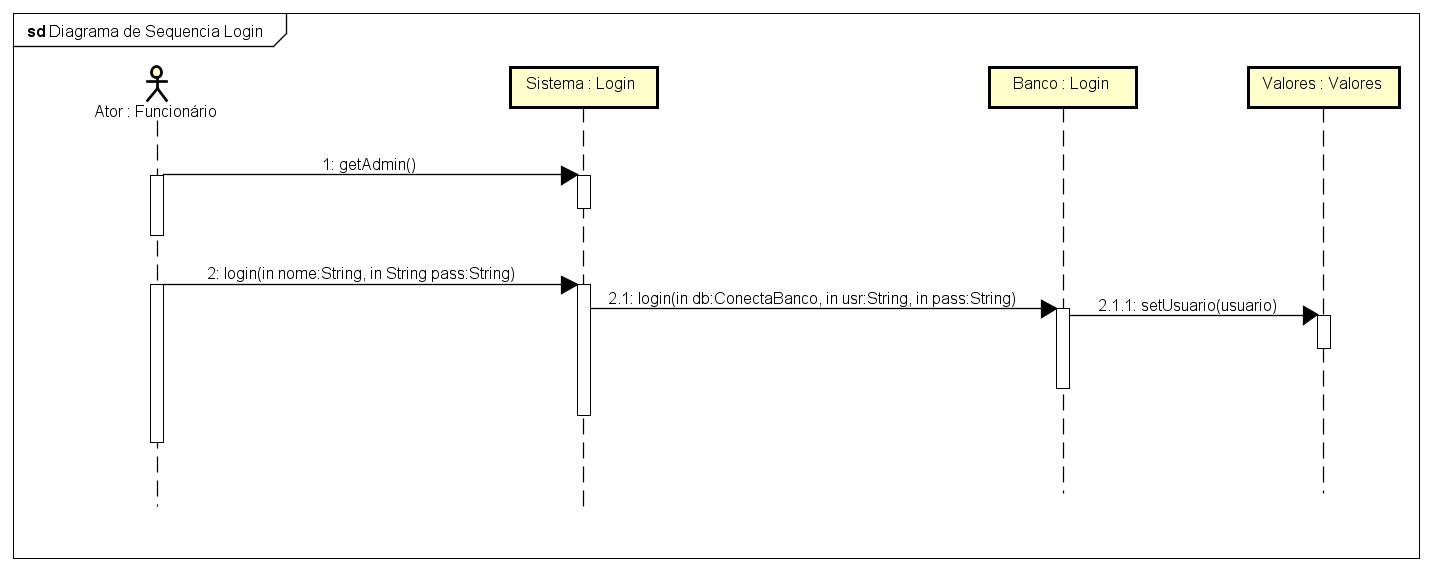 sd Diagrama de Sequencia Login
Ator : Funcionário
Sistema : Login
Banco : Login
Valores : Valores
1: getAdmin()
2: login(in nome:String, in String pass:String)
2.1: login(in db:ConectaBanco, in usr:String, in pass:String)
2.1.1: setUsuario(usuario)